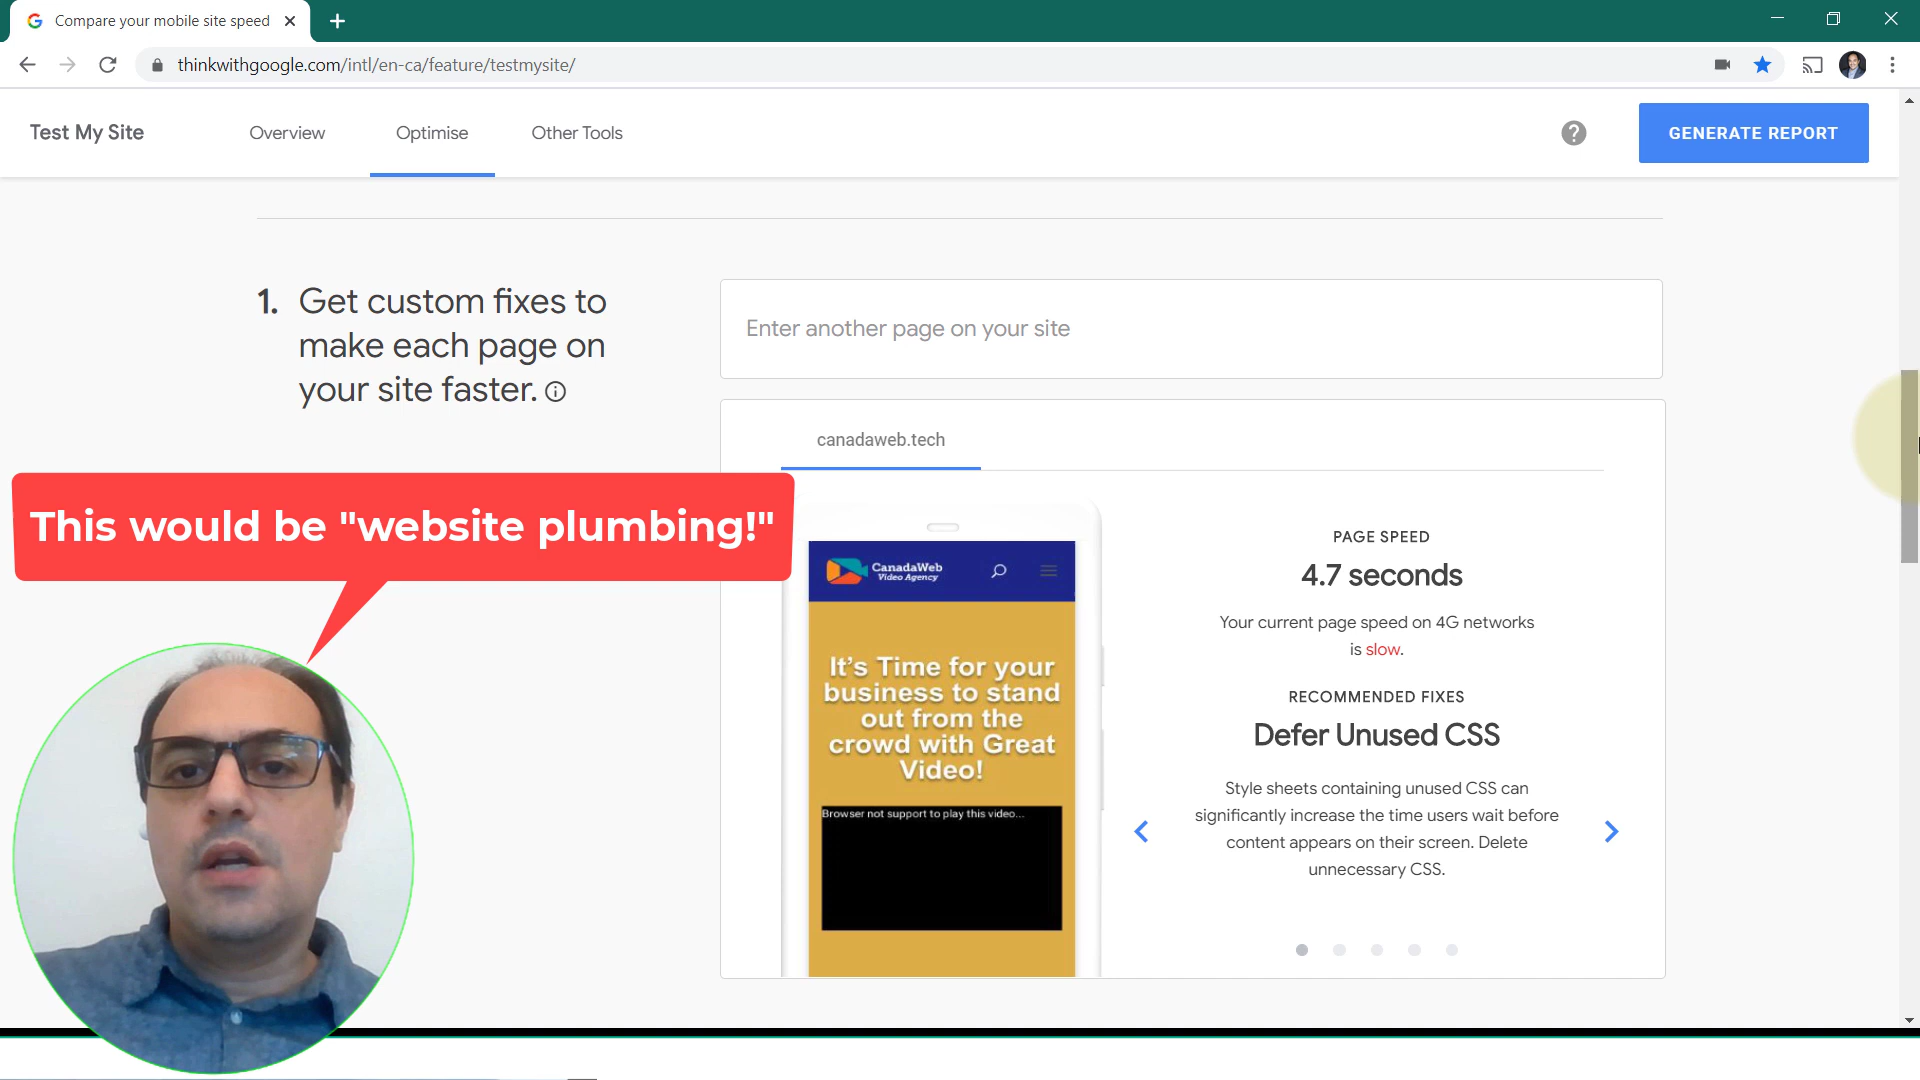 Compare your mobile site speed
thinkwithgoogle.com/intl/en-ca/feature/testmysite/
Test My Site
Overview
Optimise
Other Tools
GENERATE REPORT
1. Get custom fixes to
make each page on
your site faster.
Enter another page on your site
canadaweb.tech
This would be "website plumbing!"
CanadaWeb
Video Agency
It's Time for your
business to stand
out from the
crowd with Great
Video!
Browser not support to play this video...
PAGE SPEED
4.7 seconds
Your current page speed on 4G networks
is slow.
RECOMMENDED FIXES
Defer Unused CSS
Style sheets containing unused CSS can
significantly increase the time users wait before
content appears on their screen. Delete
unnecessary CSS.